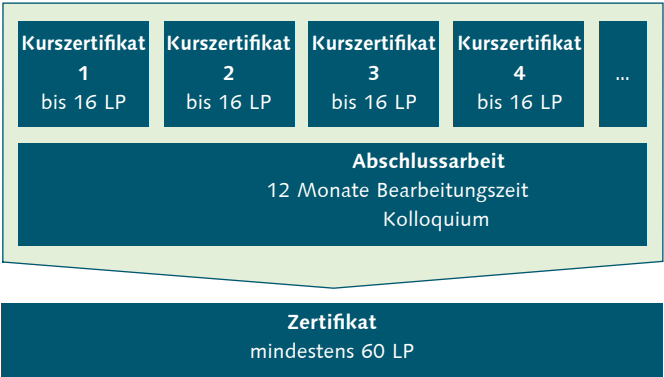 Kurszertifikat
1
bis 16 LP
Kurszertifikat
2
bis 16 LP
Kurszertifikat
3
bis 16 LP
Kurszertifikat
4
bis 16 LP
...
Abschlussarbeit
12 Monate Bearbeitungszeit
Kolloquium
Zertifikat
mindestens 60 LP